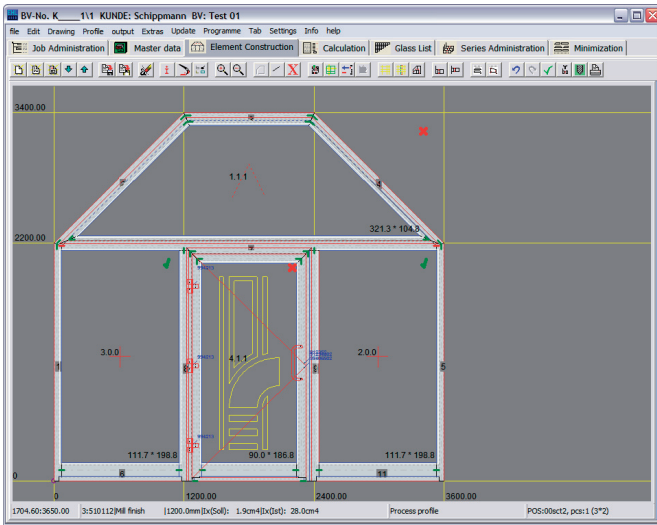 BV-No. K____1\1 KUNDE: Schippmann BV: Test 01
file Edit Drawing Profile output Extras Update Programme Tab Settings Info help
Job Administration Master data Element Construction Calculation Glass List Series Administration Minimization
3400.00
1.1.1
321.3 * 104.8
2200.00
3.0.0
4.1.1
2.0.0
111.7 * 198.8
90.0 * 186.8
111.7 * 198.8
6
11
0
0
1200.00
2400.00
3600.00
1704.60:3650.00 3:510112|Mill finish |1200.0mm|Ix(Soll): 1.9cm4|Ix(Ist): 28.0cm4 Process profile POS:00sct2, pcs:1 (3*2)